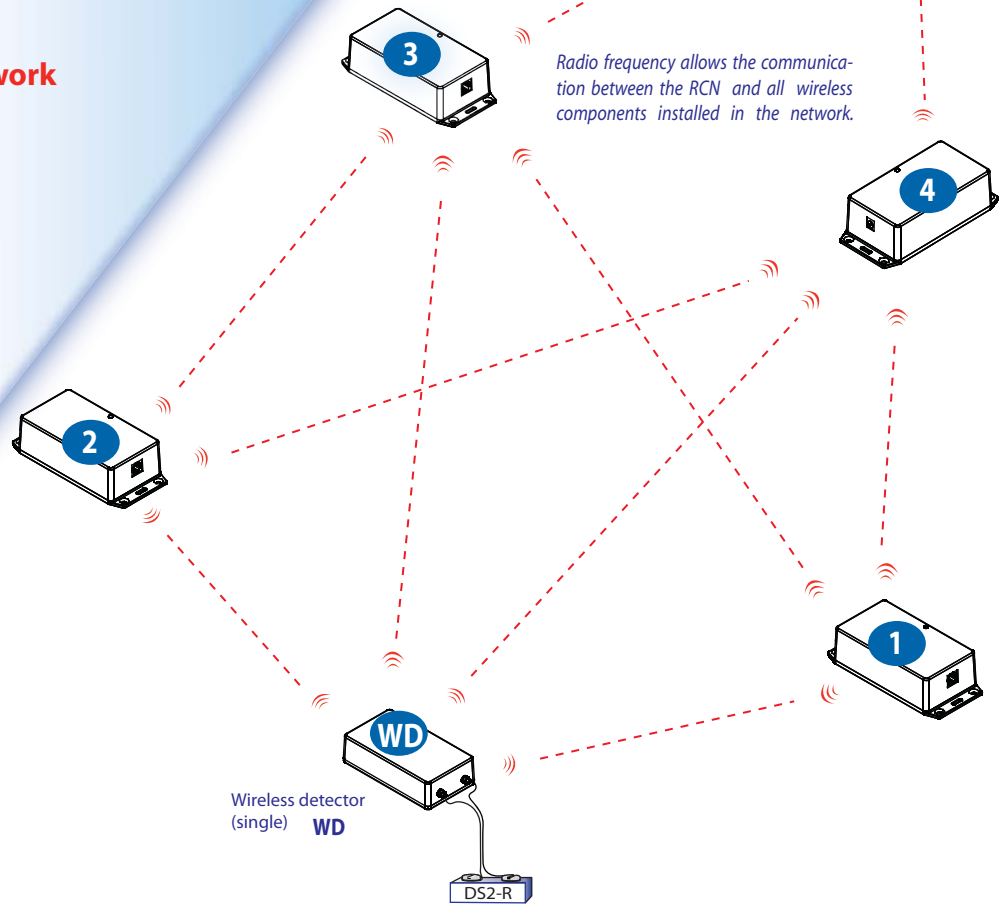 3
work
Radio frequency allows the communica-
tion between the RCN and all wireless
components installed in the network.
4
2
1
WD
Wireless detector
(single) WD
DS2-R